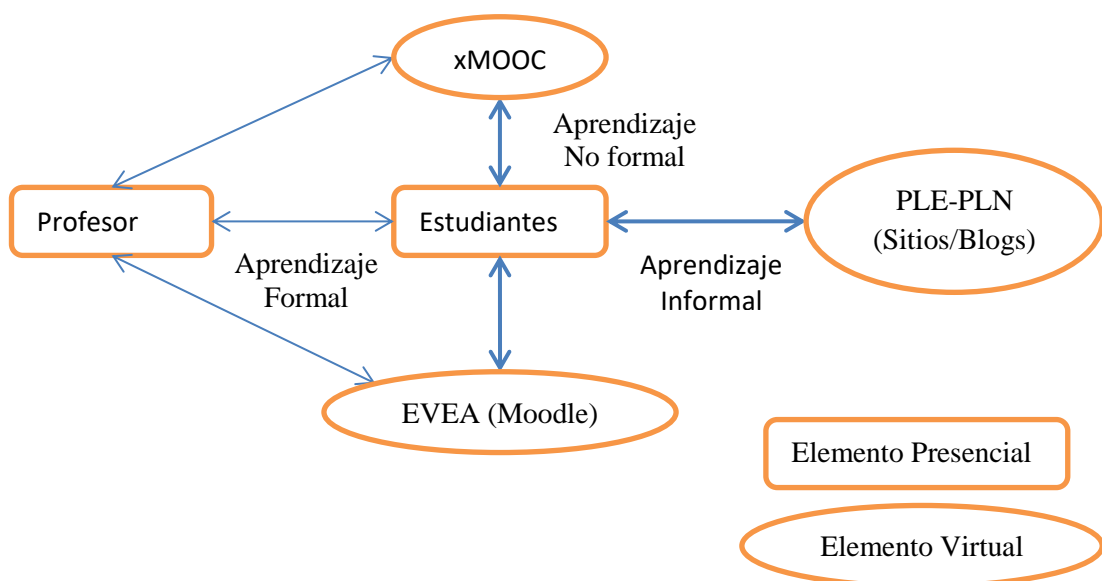 xMOOC
Aprendizaje
No formal
Profesor
Estudiantes
PLE-PLN
(Sitios/Blogs)
Aprendizaje
Formal
Aprendizaje
Informal
EVEA (Moodle)
Elemento Presencial
Elemento Virtual